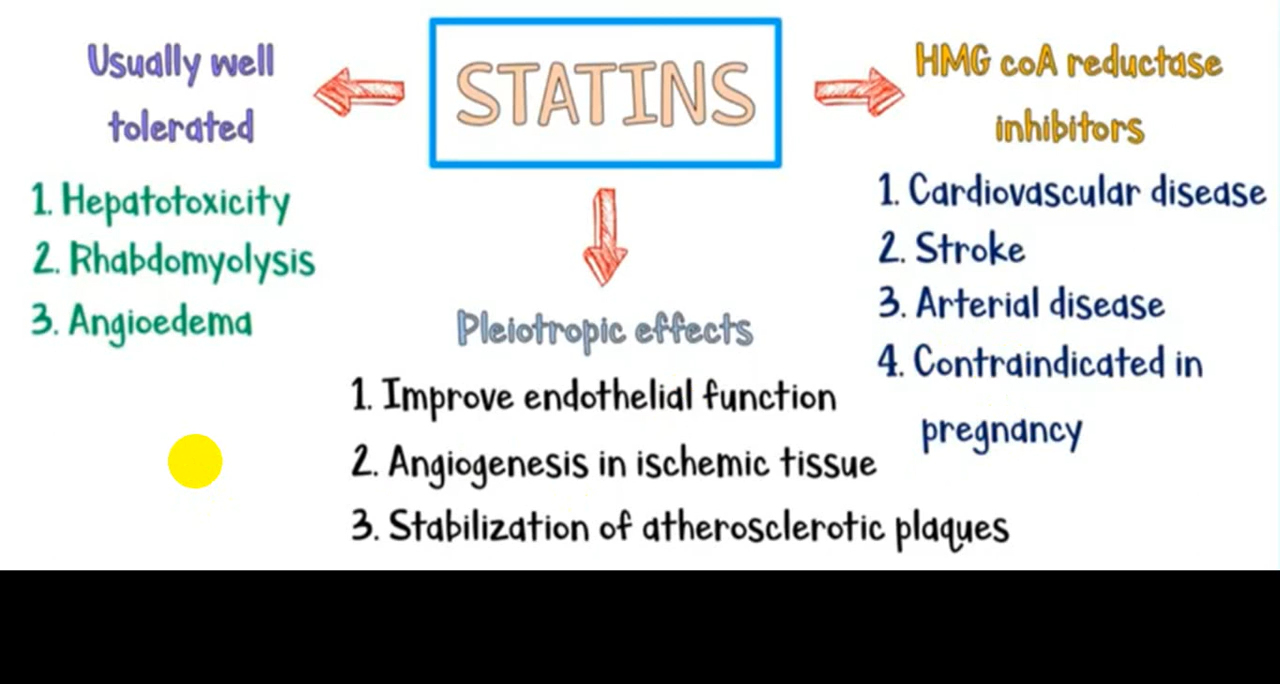 STATINS
Usually well
tolerated
1. Hepatotoxicity
2. Rhabdomyolysis
3. Angioedema
Pleiotropic effects
1. Improve endothelial function
2. Angiogenesis in ischemic tissue
3. Stabilization of atherosclerotic plaques
HMG coA reductase
inhibitors
1. Cardiovascular disease
2. Stroke
3. Arterial disease
4. Contraindicated in
pregnancy